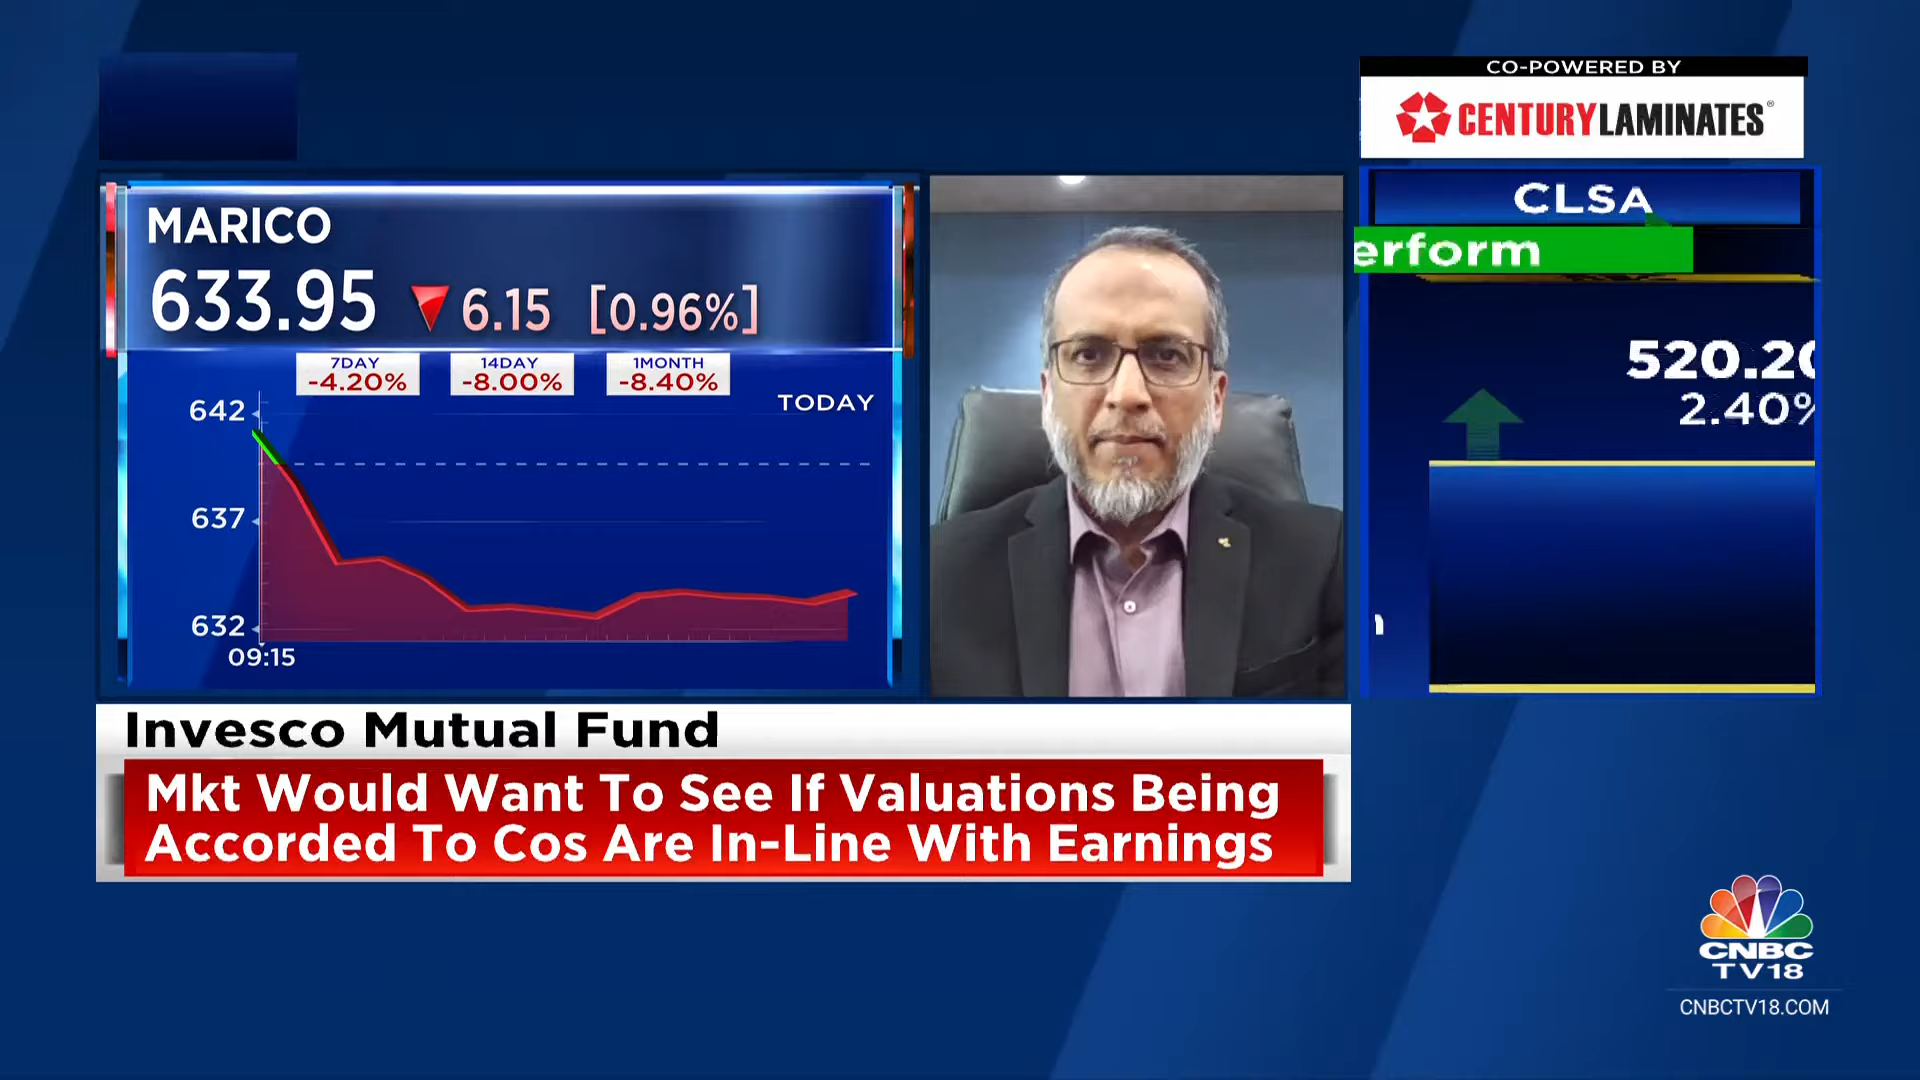 CO-POWERED BY
CENTURYLAMINATES®
MARICO
633.95 ▼ 6.15 [0.96%]
7DAY
-4.20%
14DAY
-8.00%
1MONTH
-8.40%
TODAY
642
637
632
09:15
CLSA
erform
520.20
2.40%
Invesco Mutual Fund
Mkt Would Want To See If Valuations Being
Accorded To Cos Are In-Line With Earnings
CNBC
TV18
CNBCTV18.COM